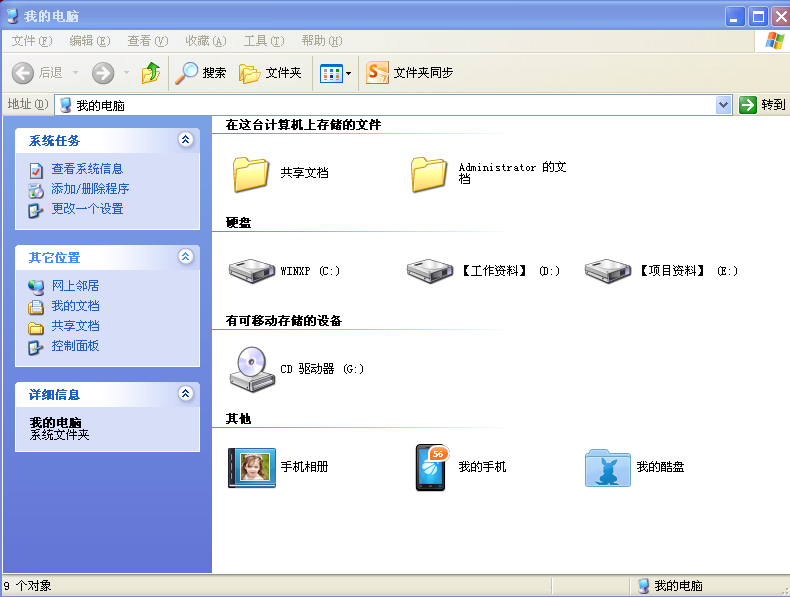 我的电脑
文件(F) 编辑(E) 查看(V) 收藏(A) 工具(T) 帮助(H)
后退 搜索 文件夹 S 文件夹同步
地址(D) 我的电脑 转到
系统任务
查看系统信息
添加/删除程序
更改一个设置
其它位置
网上邻居
我的文档
共享文档
控制面板
详细信息
我的电脑
系统文件夹
在这台计算机上存储的文件
共享文档
Administrator 的文
档
硬盘
WINXP (C:)
【工作资料】 (D:)
【项目资料】 (E:)
有可移动存储的设备
CD 驱动器 (G:)
其他
手机相册
56
我的手机
我的酷盘
9 个对象 我的电脑